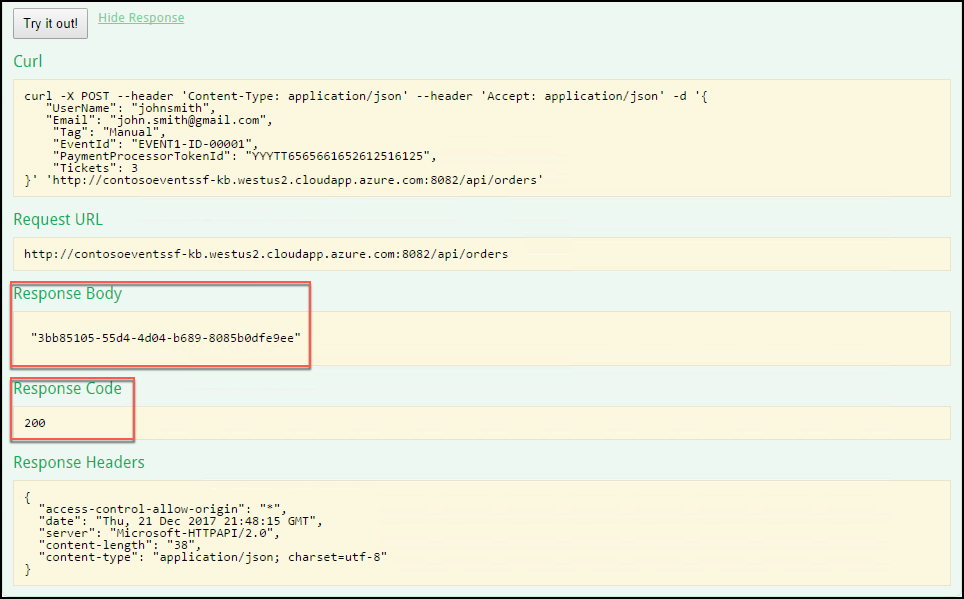 Try it out! Hide Response
Curl
curl -X POST --header 'Content-Type: application/json' --header 'Accept: application/json' -d '{
"UserName": "johnsmith",
"Email": "john.smith@gmail.com",
"Tag": "Manual",
"EventId": "EVENT1-ID-00001",
"PaymentProcessorTokenId": "YYYTT6565661652612516125",
"Tickets": 3
}' 'http://contosoeventssf-kb.westus2.cloudapp.azure.com:8082/api/orders'
Request URL
http://contosoeventssf-kb.westus2.cloudapp.azure.com:8082/api/orders
Response Body
"3bb85105-55d4-4d04-b689-8085b0dfe9ee"
Response Code
200
Response Headers
{
"access-control-allow-origin": "*",
"date": "Thu, 21 Dec 2017 21:48:15 GMT",
"server": "Microsoft-HTTPAPI/2.0",
"content-length": "38",
"content-type": "application/json; charset=utf-8"
}